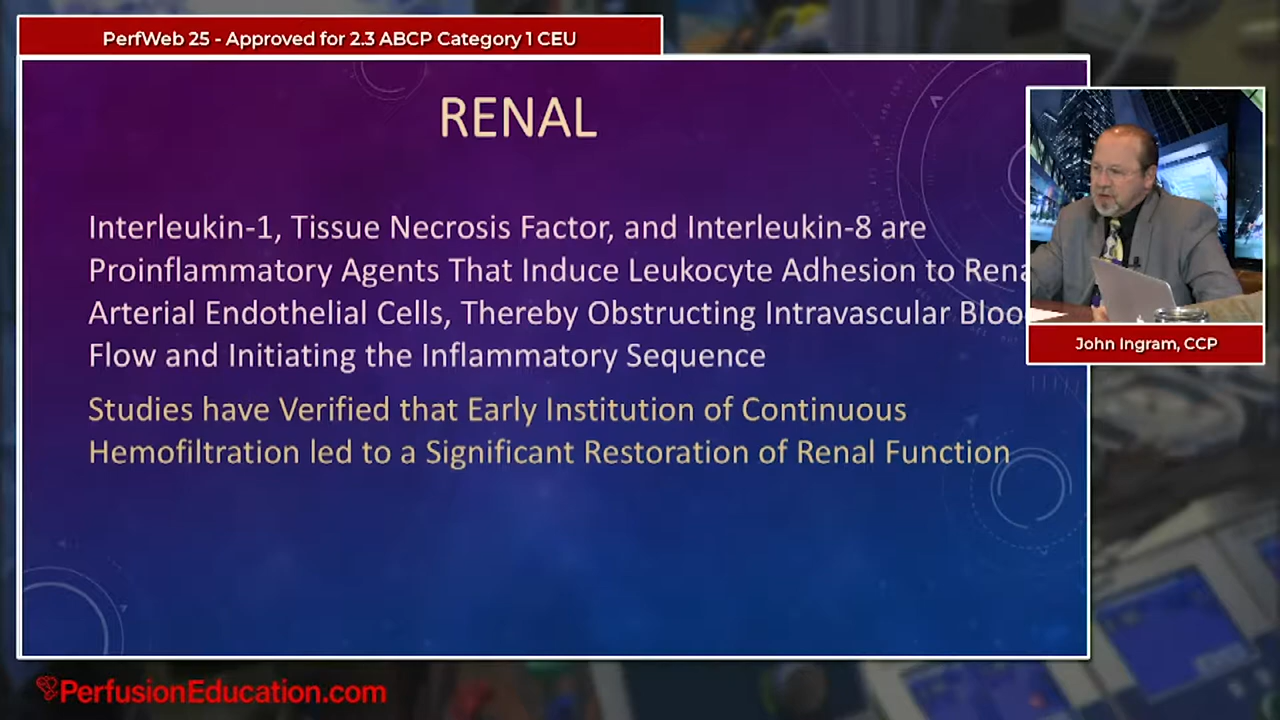 PerfWeb 25 - Approved for 2.3 ABCP Category 1 CEU
RENAL
Interleukin-1, Tissue Necrosis Factor, and Interleukin-8 are
Proinflammatory Agents That Induce Leukocyte Adhesion to Rena
Arterial Endothelial Cells, Thereby Obstructing Intravascular Bloo
Flow and Initiating the Inflammatory Sequence
Studies have Verified that Early Institution of Continuous
Hemofiltration led to a Significant Restoration of Renal Function
John Ingram, CCP
PerfusionEducation.com